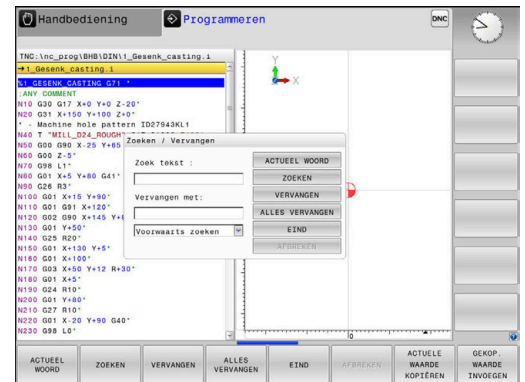 Handbediening
Programmeren
DNC
TNC:\nc_prog\BHB\DIN\1_Gesenk_casting.i
→1_Gesenk_casting.i
%1_GESENK_CASTING G71 *
;ANY COMMENT
N10 G30 G17 X+0 Y+0 Z-20*
N20 G31 X+150 Y+100 Z+0*
* - Machine hole pattern ID27943KL1
N40 T "MILL_D24_ROUGH"
N50 G00 G90 X-25 Y+65
N60 G00 Z-5*
N70 G98 L1*
N80 G01 X+5 Y+80 G41*
N90 G26 R3*
N100 G01 X+15 Y+90*
N110 G01 G91 X+120*
N120 G02 G90 X+145 Y+
N130 G01 Y+50*
N140 G25 R20*
N150 G01 X+130 Y+5*
N160 G01 X+100*
N170 G03 X+50 Y+12 R+30*
N180 G01 X+5*
N190 G24 R10*
N200 G01 Y+80*
N210 G27 R10*
N220 G01 X-20 Y+90 G40*
N230 G98 L0*
Y
X
0
Zoeken / Vervangen
Zoek tekst :
Vervangen met:
Voorwaarts zoeken
ACTUEEL WOORD
ZOEKEN
VERVANGEN
ALLES VERVANGEN
EIND
AFBREKEN
ACTUEEL WOORD
ZOEKEN
VERVANGEN
ALLES VERVANGEN
EIND
AFBREKEN
ACTUELE WAARDE KOPIËREN
GEKOP. WAARDE INVOEGEN